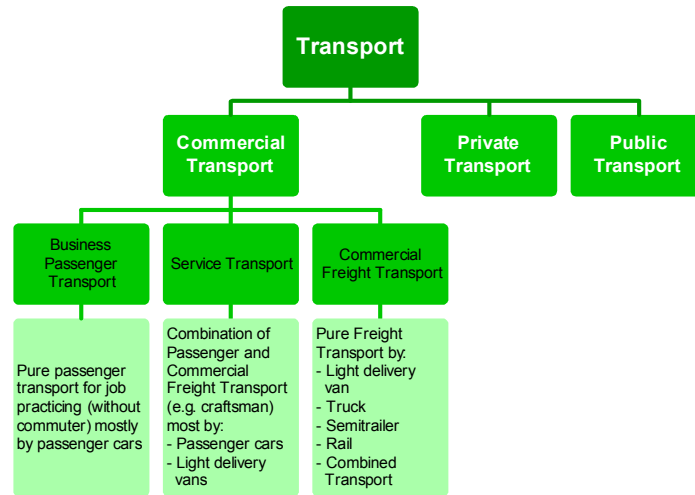 Transport
Commercial
Transport
Private
Transport
Public
Transport
Business
Passenger
Transport
Service Transport
Commercial
Freight Transport
Pure passenger
transport for job
practicing (without
commuter) mostly
by passenger cars
Combination of
Passenger and
Commercial
Freight Transport
(e.g. craftsman)
most by:
- Passenger cars
- Light delivery
vans
Pure Freight
Transport by:
- Light delivery
van
- Truck
- Semitrailer
- Rail
- Combined
Transport